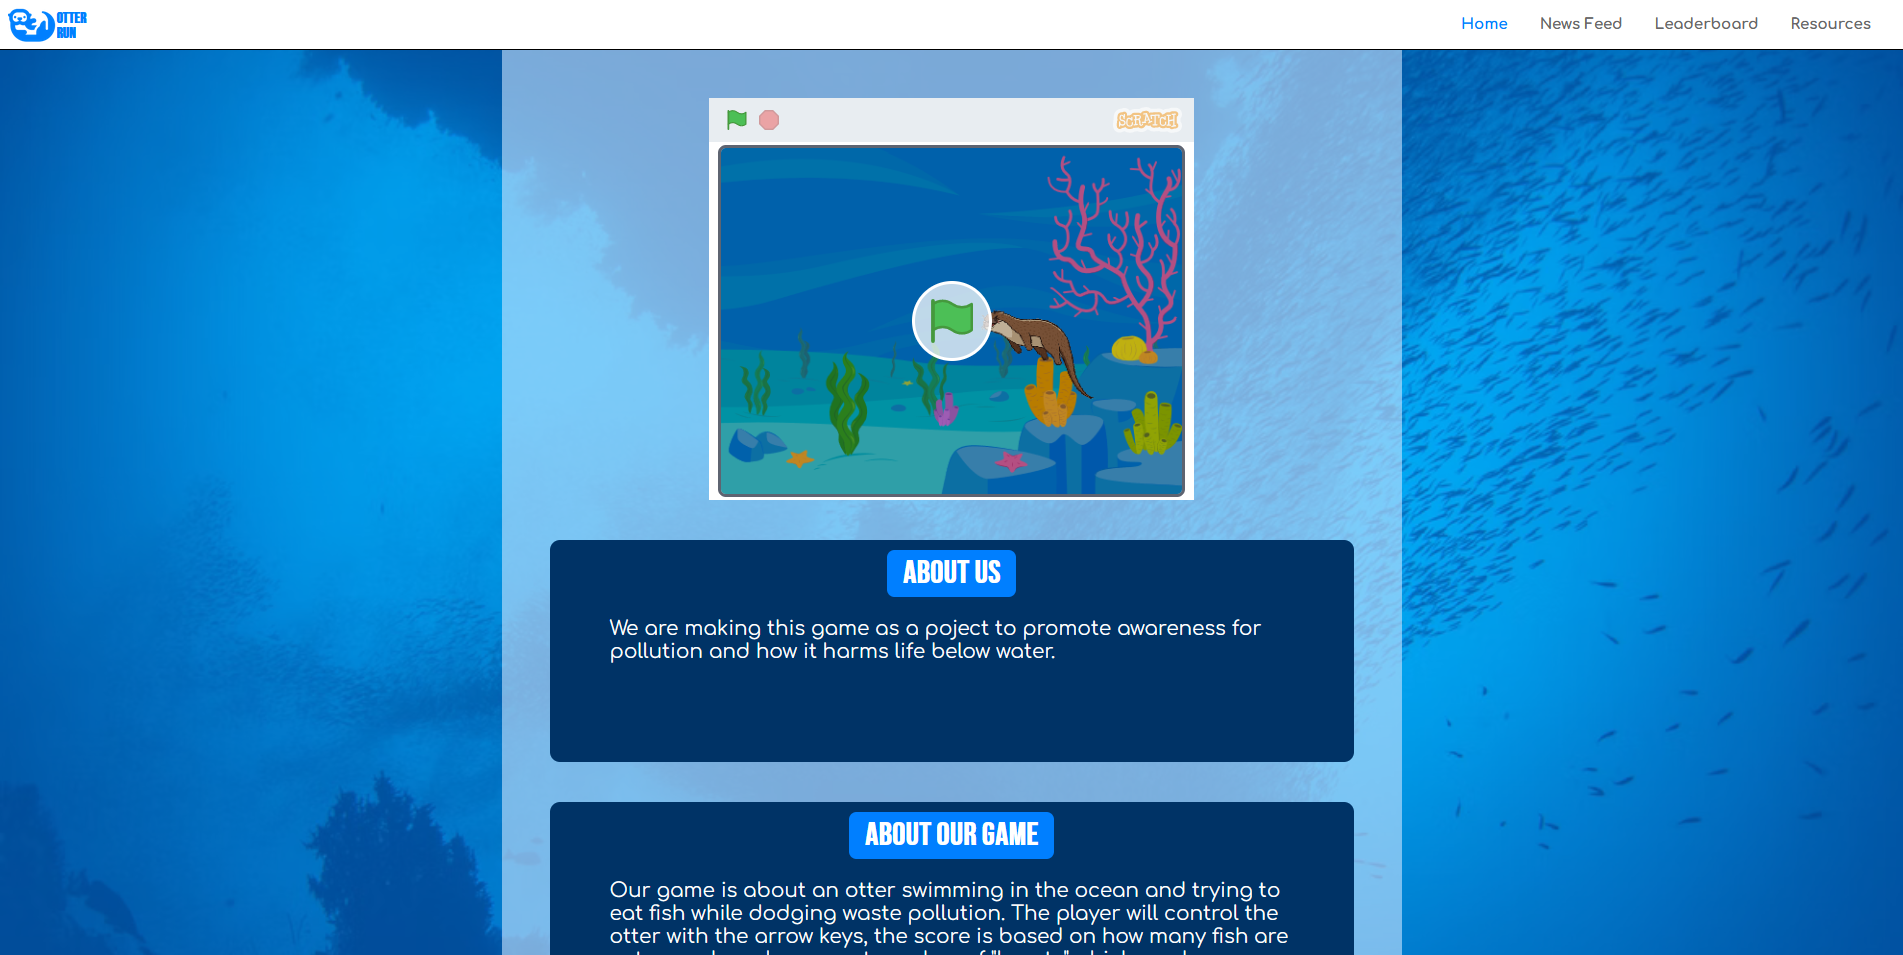 OTTER
RUN
Home News Feed Leaderboard Resources
SCRATCH
ABOUT US
We are making this game as a poject to promote awareness for
pollution and how it harms life below water.
ABOUT OUR GAME
Our game is about an otter swimming in the ocean and trying to
eat fish while dodging waste pollution. The player will control the
otter with the arrow keys, the score is based on how many fish are